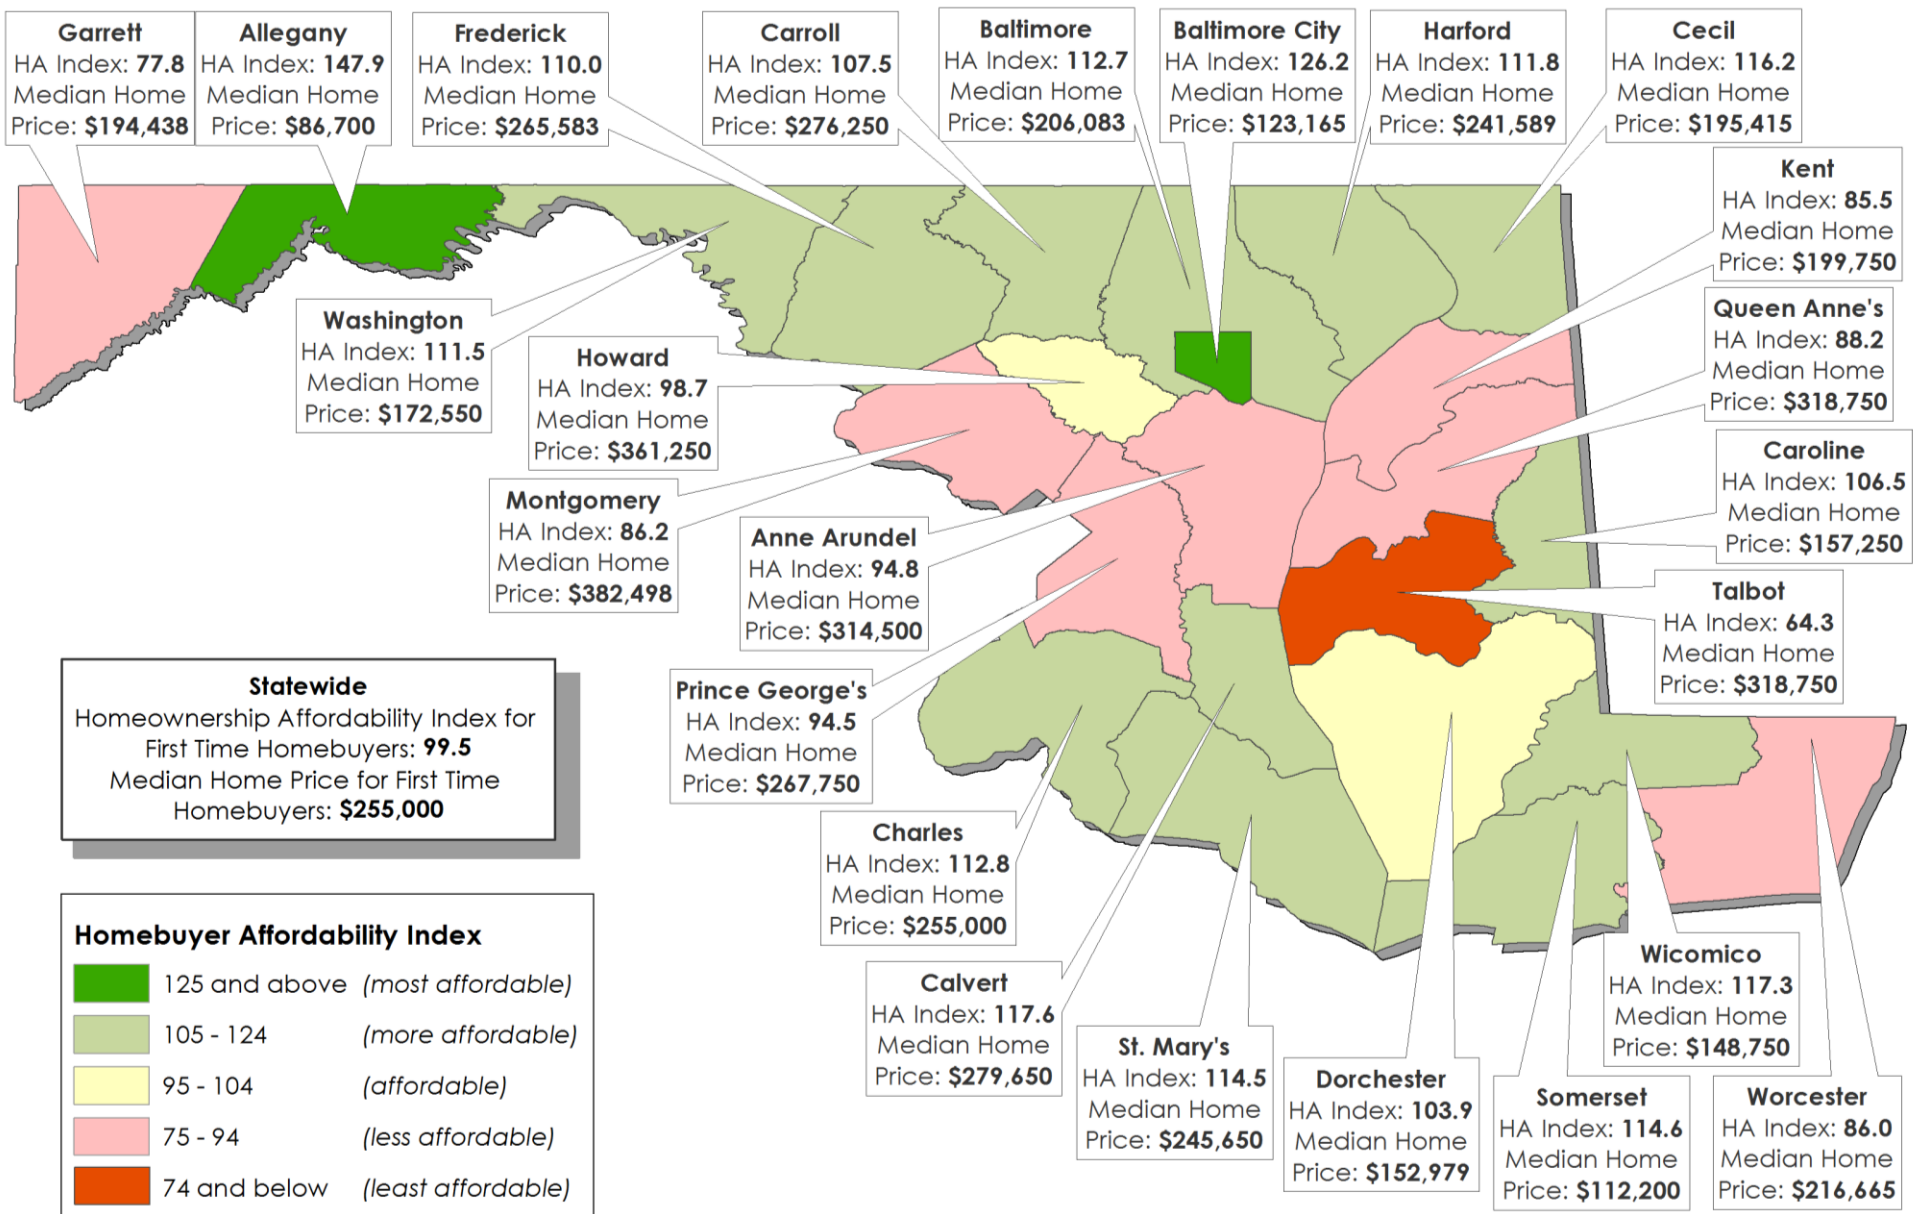 Garrett
HA Index: 77.8
Median Home
Price: $194,438
Allegany
HA Index: 147.9
Median Home
Price: $86,700
Frederick
HA Index: 110.0
Median Home
Price: $265,583
Carroll
HA Index: 107.5
Median Home
Price: $276,250
Baltimore
HA Index: 112.7
Median Home
Price: $206,083
Baltimore City
HA Index: 126.2
Median Home
Price: $123,165
Harford
HA Index: 111.8
Median Home
Price: $241,589
Cecil
HA Index: 116.2
Median Home
Price: $195,415
Kent
HA Index: 85.5
Median Home
Price: $199,750
Queen Anne's
HA Index: 88.2
Median Home
Price: $318,750
Washington
HA Index: 111.5
Median Home
Price: $172,550
Howard
HA Index: 98.7
Median Home
Price: $361,250
Caroline
HA Index: 106.5
Median Home
Price: $157,250
Montgomery
HA Index: 86.2
Median Home
Price: $382,498
Anne Arundel
HA Index: 94.8
Median Home
Price: $314,500
Talbot
HA Index: 64.3
Median Home
Price: $318,750
Prince George's
HA Index: 94.5
Median Home
Price: $267,750
Statewide
Homeownership Affordability Index for
First Time Homebuyers: 99.5
Median Home Price for First Time
Homebuyers: $255,000
Charles
HA Index: 112.8
Median Home
Price: $255,000
Calvert
HA Index: 117.6
Median Home
Price: $279,650
St. Mary's
HA Index: 114.5
Median Home
Price: $245,650
Dorchester
HA Index: 103.9
Median Home
Price: $152,979
Wicomico
HA Index: 117.3
Median Home
Price: $148,750
Somerset
HA Index: 114.6
Median Home
Price: $112,200
Worcester
HA Index: 86.0
Median Home
Price: $216,665
Homebuyer Affordability Index
125 and above (most affordable)
105 - 124 (more affordable)
95 - 104 (affordable)
75 - 94 (less affordable)
74 and below (least affordable)